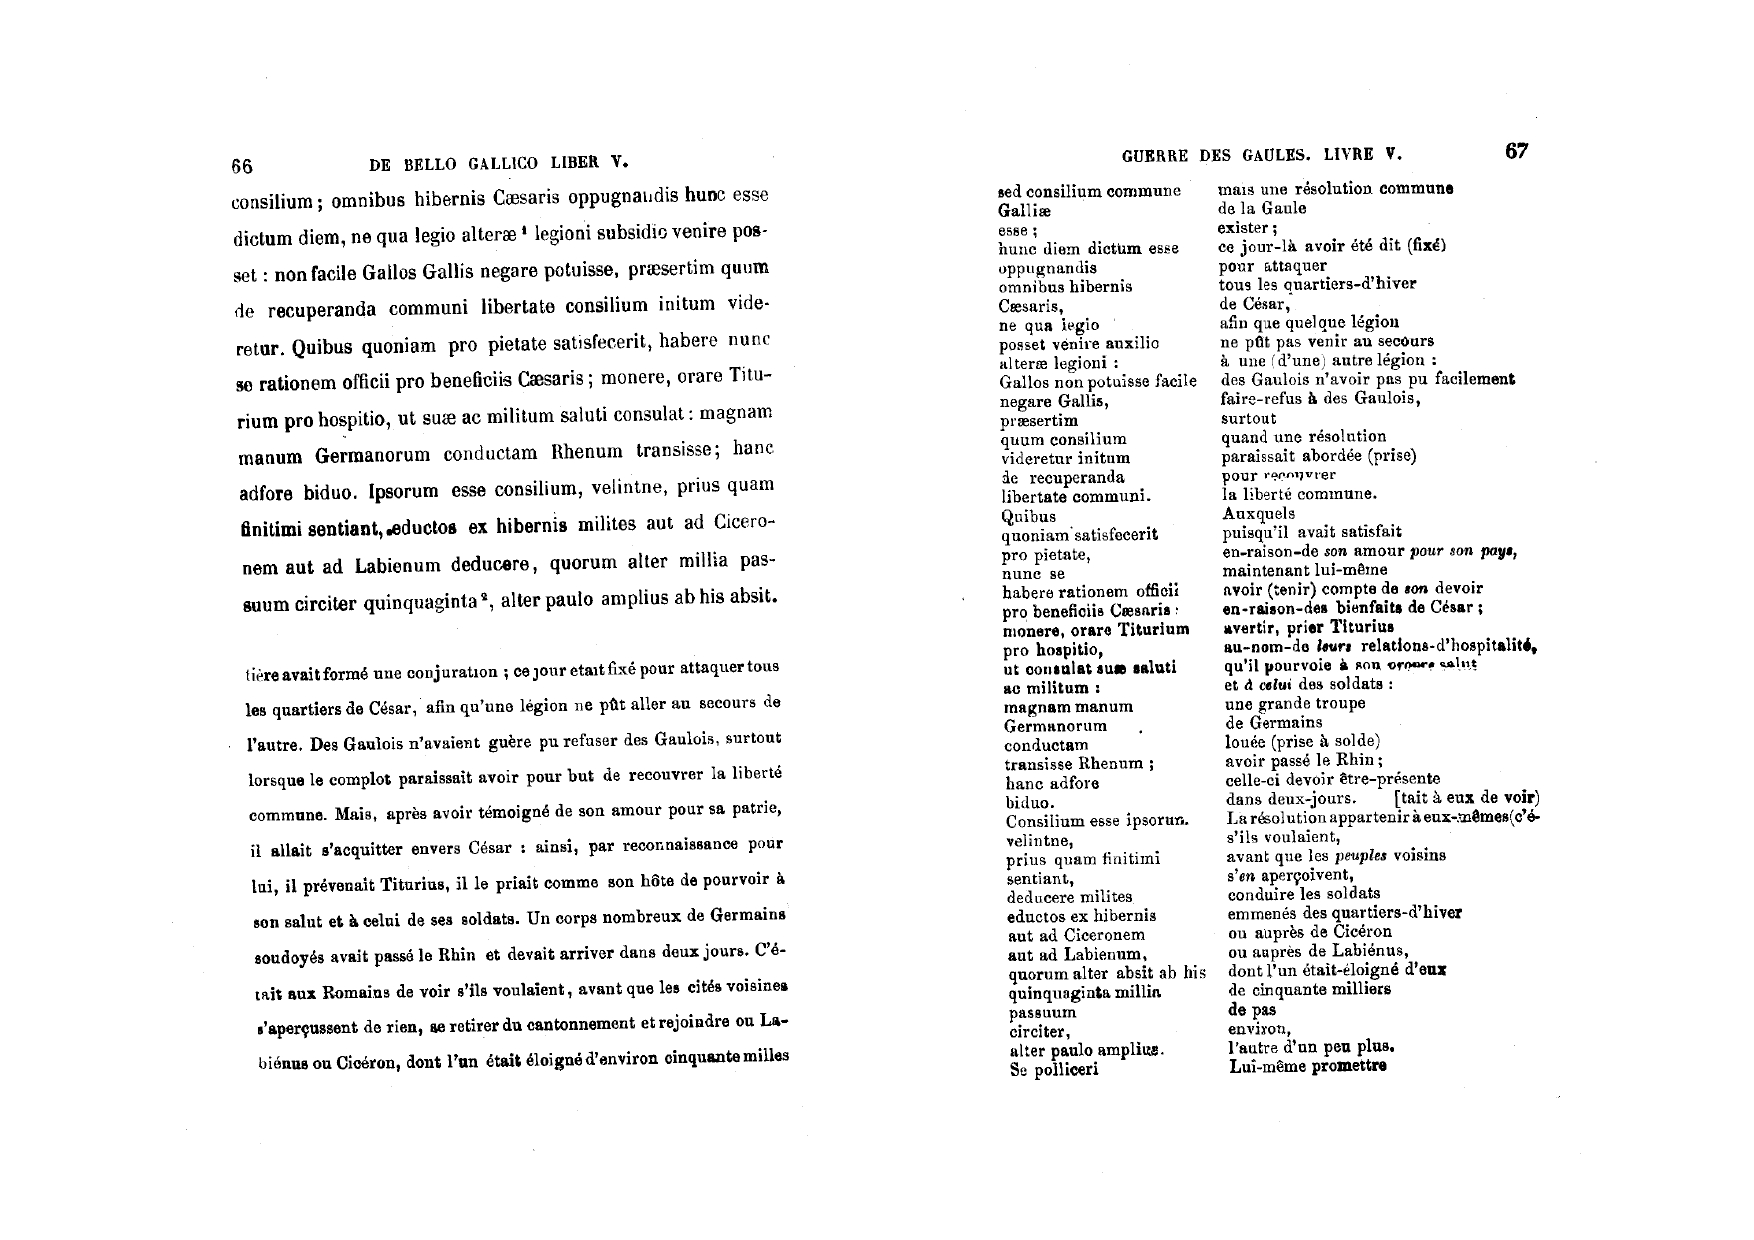 66 DE BELLO GALLICO LIBER V.
consilium ; omnibus hibernis Cæsaris oppugnandis hunc esse
dictum diem, ne qua legio alteræ ¹ legioni subsidio venire pos-
set : non facile Gallos Gallis negare potuisse, præsertim quum
de recuperanda communi libertate consilium initum vide-
retur. Quibus quoniam pro pietate satisfecerit, habere nunc
se rationem officii pro beneficiis Cæsaris ; monere, orare Titu-
rium pro hospitio, ut suæ ac militum saluti consulat : magnam
manum Germanorum conductam Rhenum transisse; hanc
adfore biduo. Ipsorum esse consilium, velintne, prius quam
finitimi sentiant, eductos ex hibernis milites aut ad Cicero-
nem aut ad Labienum deducere, quorum alter millia pas-
suum circiter quinquaginta ², alter paulo amplius ab his absit.
tière avait formé une conjuration ; ce jour etait fixé pour attaquer tous
les quartiers de César, afin qu'une légion ne pût aller au secours de
l'autre. Des Gaulois n'avaient guère pu refuser des Gaulois, surtout
lorsque le complot paraissait avoir pour but de recouvrer la liberté
commune. Mais, après avoir témoigné de son amour pour sa patrie,
il allait s'acquitter envers César : ainsi, par reconnaissance pour
lui, il prévenait Titurius, il le priait comme son hôte de pourvoir à
son salut et à celui de ses soldats. Un corps nombreux de Germains
soudoyés avait passé le Rhin et devait arriver dans deux jours. C'é-
tait aux Romains de voir s'ils voulaient, avant que les cités voisines
s'aperçussent de rien, se retirer du cantonnement et rejoindre ou La-
biénus ou Cicéron, dont l'un était éloigné d'environ cinquante milles
GUERRE DES GAULES. LIVRE V. 67
sed consilium commune mais une résolution commune
Galliæ de la Gaule
esse ; exister ;
hunc diem dictum esse ce jour-là avoir été dit (fixé)
oppugnandis pour attaquer
omnibus hibernis tous les quartiers-d'hiver
Cæsaris, de César,
ne qua legio afin que quelque légion
posset venire auxilio ne pût pas venir au secours
alteræ legioni : à une (d'une) autre légion :
Gallos non potuisse facile des Gaulois n'avoir pas pu facilement
negare Gallis, faire-refus à des Gaulois,
præsertim surtout
quum consilium quand une résolution
videretur initum paraissait abordée (prise)
de recuperanda pour recouvrer
libertate communi. la liberté commune.
Quibus Auxquels
quoniam satisfecerit puisqu'il avait satisfait
pro pietate, en-raison-de son amour pour son pays,
nunc se maintenant lui-même
habere rationem officii avoir (tenir) compte de son devoir
pro beneficiis Cæsaris : en-raison-des bienfaits de César ;
monere, orare Titurium avertir, prier Titurius
pro hospitio, au-nom-de leurs relations-d'hospitalité,
ut consulat suæ saluti qu'il pourvoie à son propre salut
ac militum : et à celui des soldats :
magnam manum une grande troupe
Germanorum de Germains
conductam louée (prise à solde)
transisse Rhenum ; avoir passé le Rhin ;
hanc adfore celle-ci devoir être-présente
biduo. dans deux-jours. [tait à eux de voir)
Consilium esse ipsorum. La résolution appartenir à eux-mêmes (c'é-
velintne, s'ils voulaient,
prius quam finitimi avant que les peuples voisins
sentiant, s'en aperçoivent,
deducere milites conduire les soldats
eductos ex hibernis emmenés des quartiers-d'hiver
aut ad Ciceronem ou auprès de Cicéron
aut ad Labienum, ou auprès de Labiénus,
quorum alter absit ab his dont l'un était-éloigné d'eux
quinquaginta millia de cinquante milliers
passuum de pas
circiter, environ,
alter paulo amplius. l'autre d'un peu plus.
Se polliceri Lui-même promettre